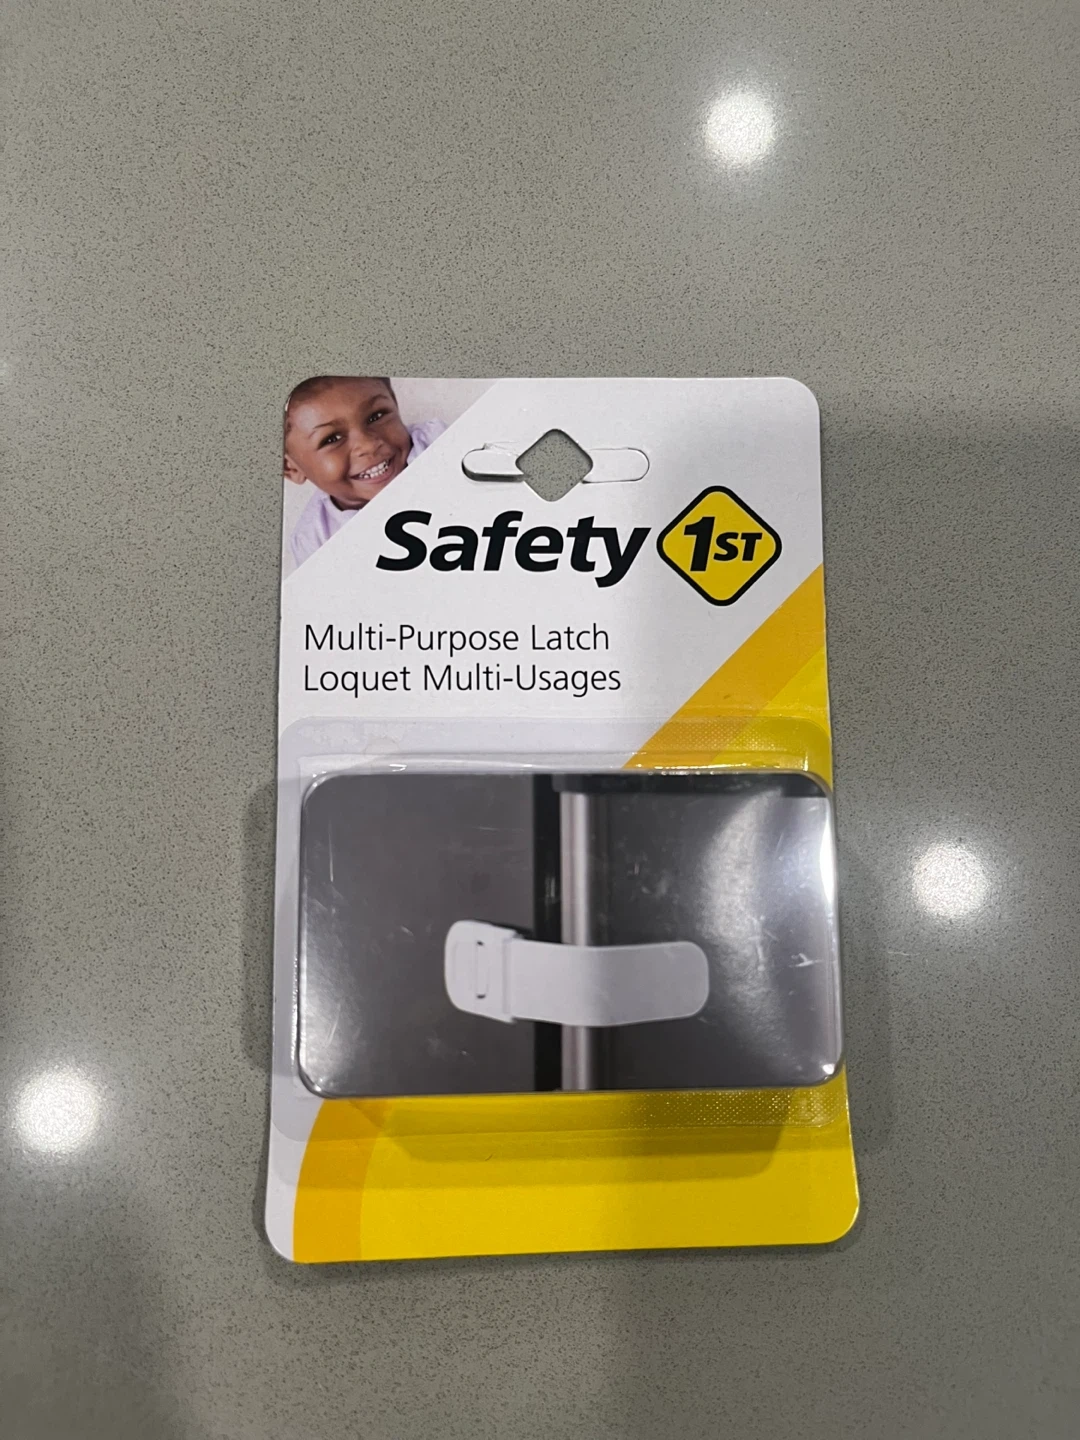 Safety 1ST
Multi-Purpose Latch
Loquet Multi-Usages